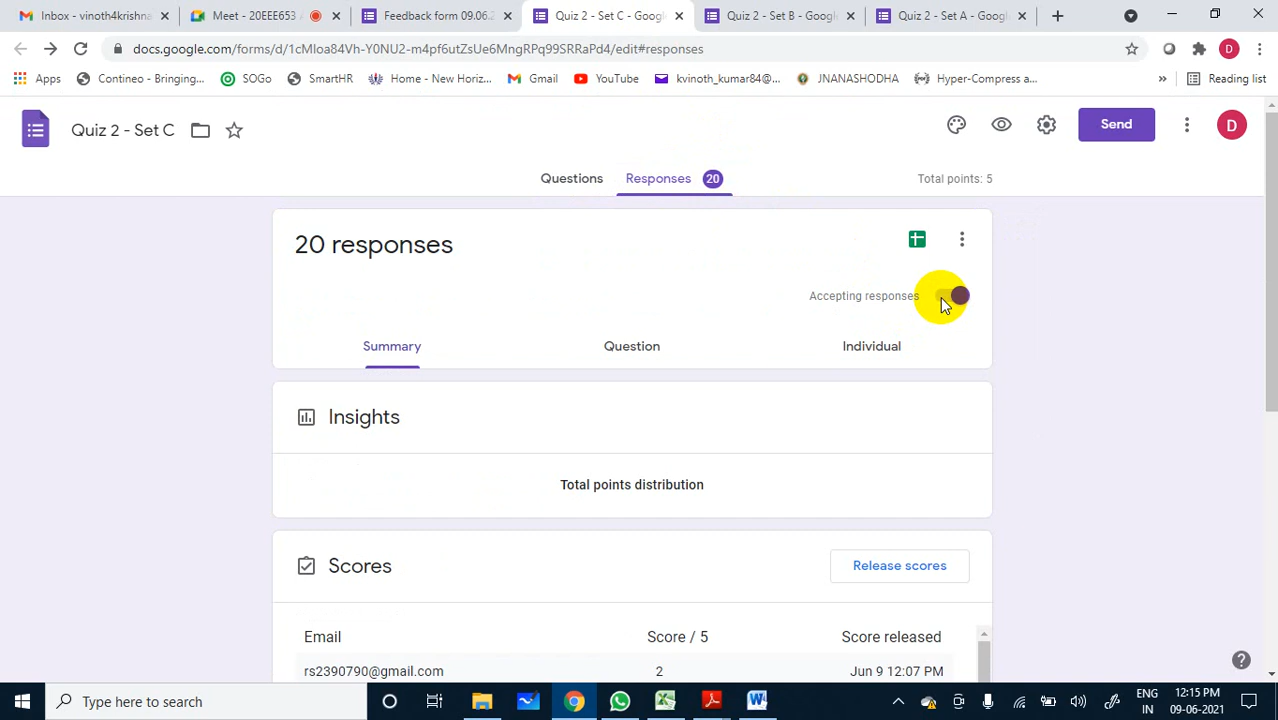 Inbox - vinoth4krishna
Meet - 20EEE653
Feedback form 09.06.2
Quiz 2 - Set C - Google
Quiz 2 - Set B - Google
Quiz 2 - Set A - Google
docs.google.com/forms/d/1cMloa84Vh-Y0NU2-m4pf6utZsUe6MngRPq99SRRaPd4/edit#responses
D
Apps
Contineo - Bringing...
SOGo
SmartHR
Home - New Horiz...
Gmail
YouTube
kvinoth_kumar84@...
JNANASHODHA
Hyper-Compress a...
»
Reading list
Quiz 2 - Set C
Send
D
Questions
Responses 20
Total points: 5
20 responses
Accepting responses
Summary
Question
Individual
Insights
Total points distribution
Scores
Release scores
Email
Score / 5
Score released
rs2390790@gmail.com
2
Jun 9 12:07 PM
Type here to search
ENG
IN
12:15 PM
09-06-2021